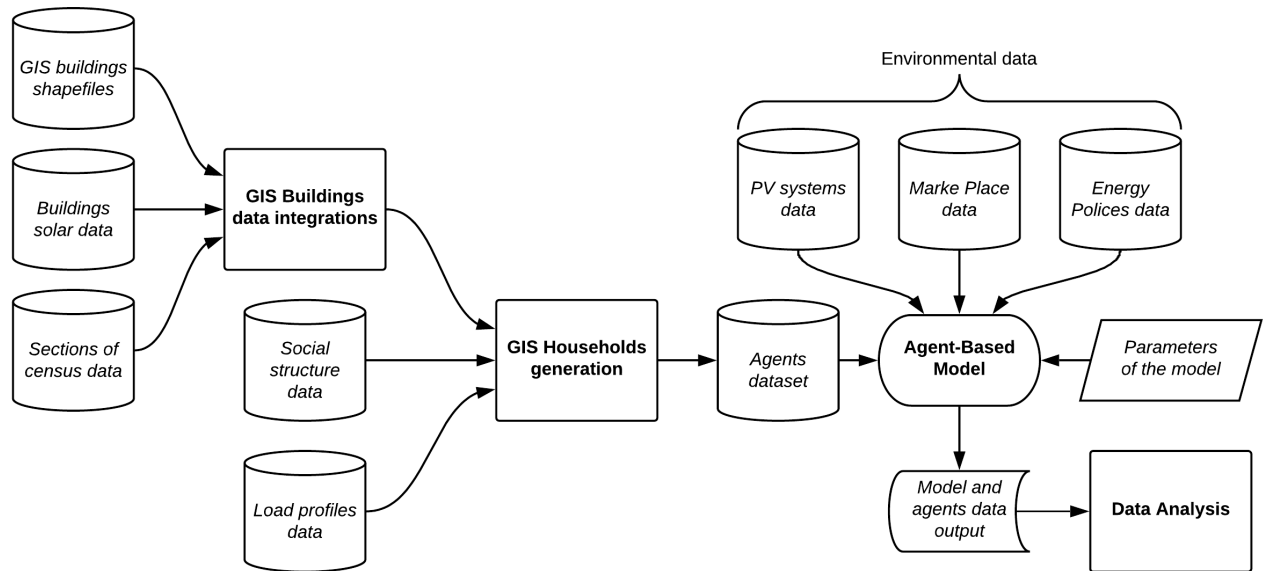 GIS buildings
shapefiles
Buildings
solar data
Sections of
census data
GIS Buildings
data integrations
Social
structure
data
Load profiles
data
GIS Households
generation
Agents
dataset
Environmental data
PV systems
data
Marke Place
data
Energy
Polices data
Agent-Based
Model
Parameters
of the model
Model and
agents data
output
Data Analysis